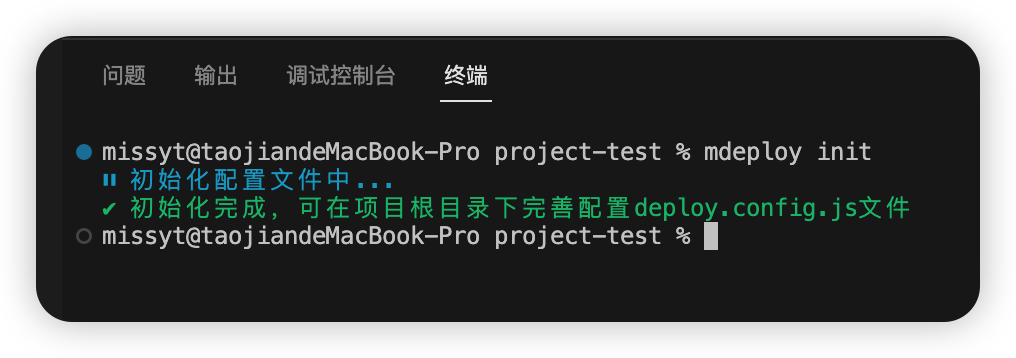 问题 输出 调试控制台 终端
missyt@taojiandeMacBook-Pro project-test % mdeploy init
初始化配置文件中...
✔ 初始化完成，可在项目根目录下完善配置deploy.config.js文件
missyt@taojiandeMacBook-Pro project-test %